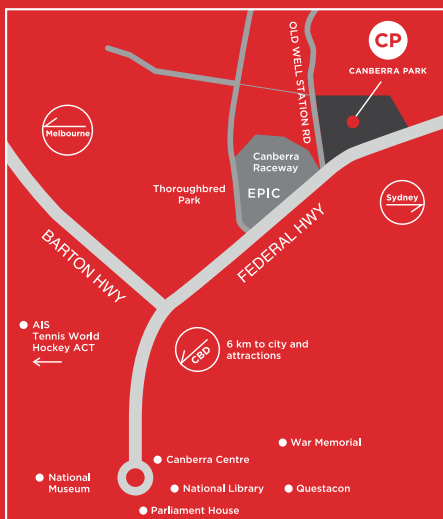 CP
CANBERRA PARK
OLD WELL STATION RD
Melbourne
Canberra
Raceway
EPIC
Thoroughbred
Park
Sydney
BARTON HWY
FEDERAL HWY
AIS
Tennis World
Hockey ACT
CBD
6 km to city and
attractions
War Memorial
Canberra Centre
National
Museum
National Library
Questacon
Parliament House